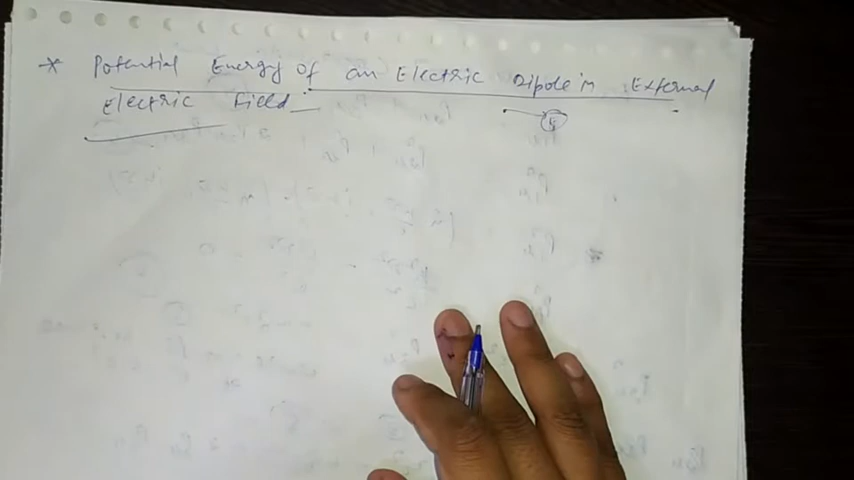 * Potential Energy of an Electric Dipole in External
Electric Field